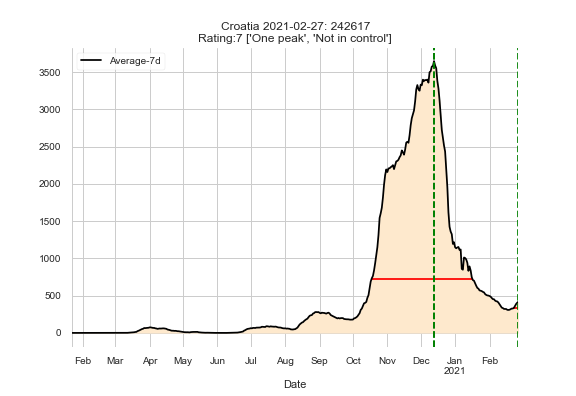 Croatia 2021-02-27: 242617
Rating:7 ['One peak', 'Not in control']
Average-7d
3500
3000
2500
2000
1500
1000
500
0
Feb Mar Apr May Jun Jul Aug Sep Oct Nov Dec Jan Feb
2021
Date